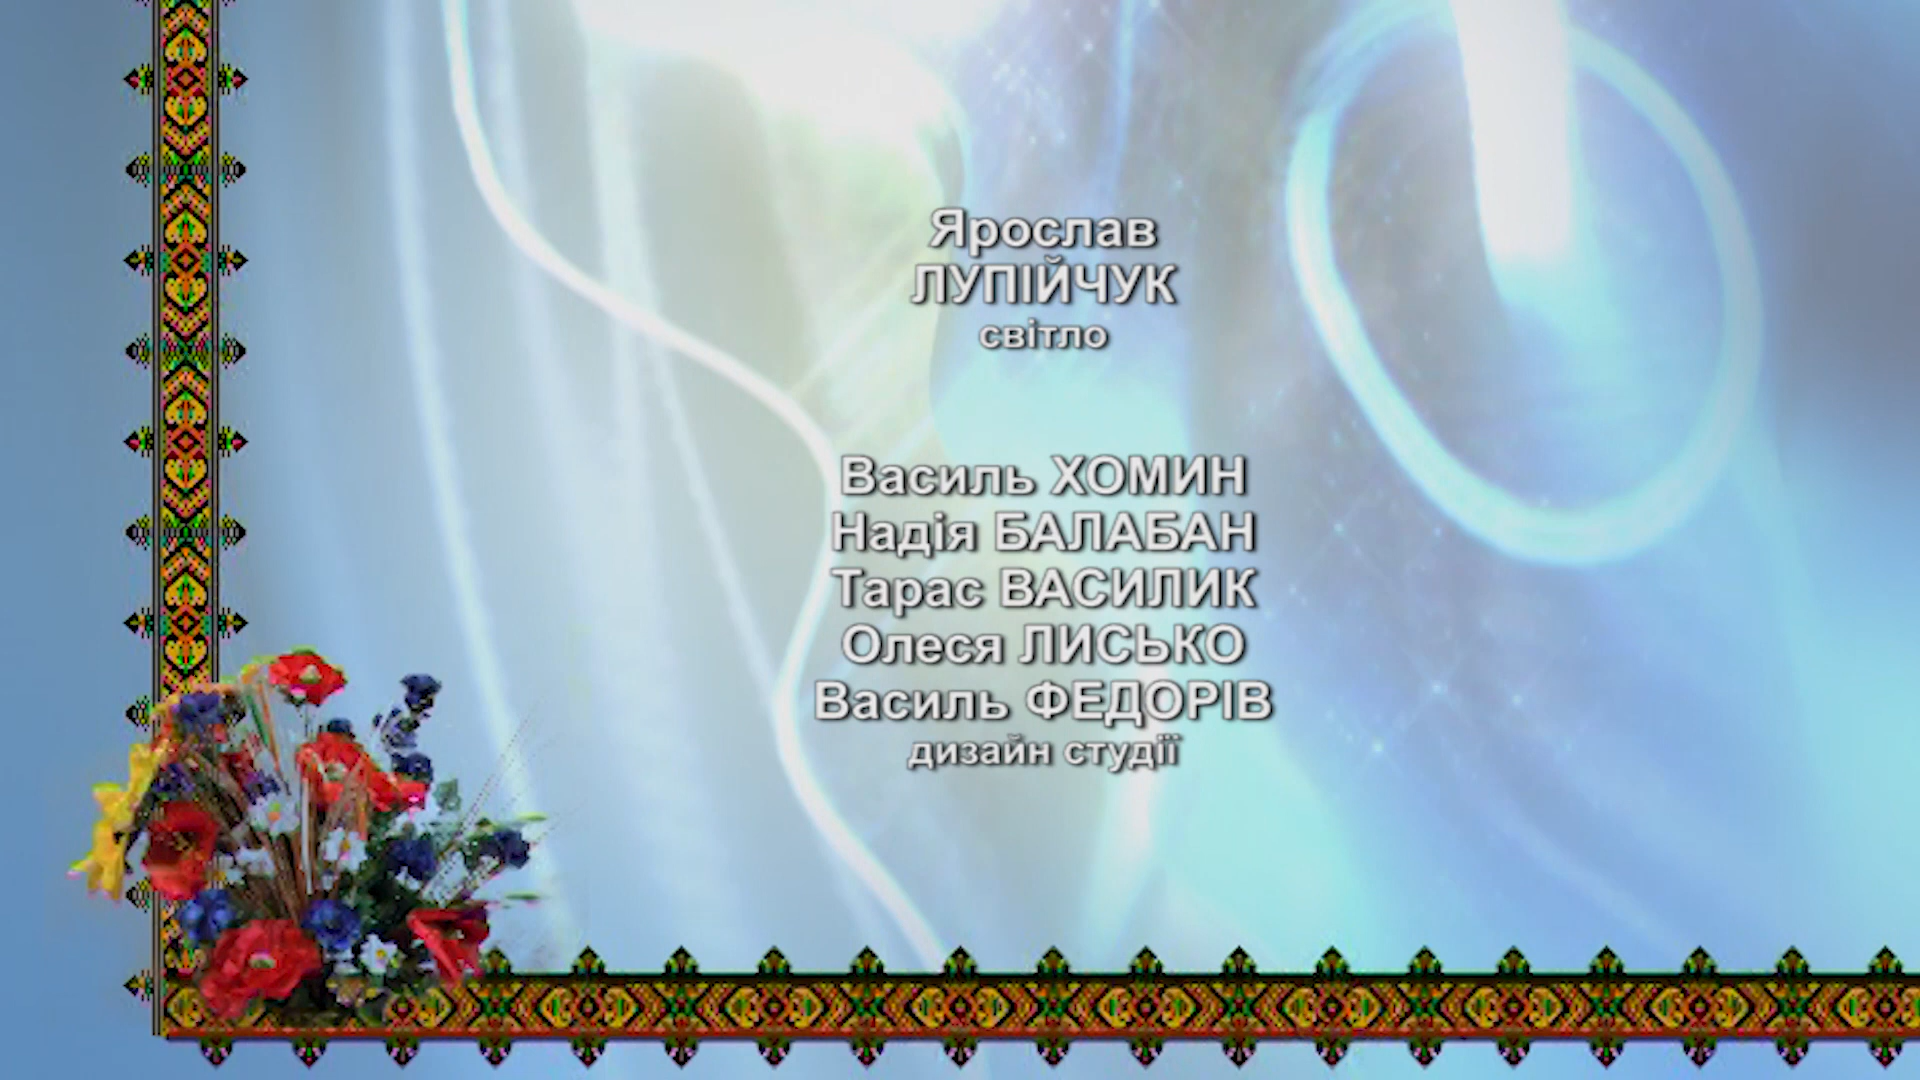 Ярослав
ЛУПІЙЧУК
світло
Василь ХОМИН
Надія БАЛАБАН
Тарас ВАСИЛИК
Олеся ЛИСЬКО
Василь ФЕДОРІВ
дизайн студії